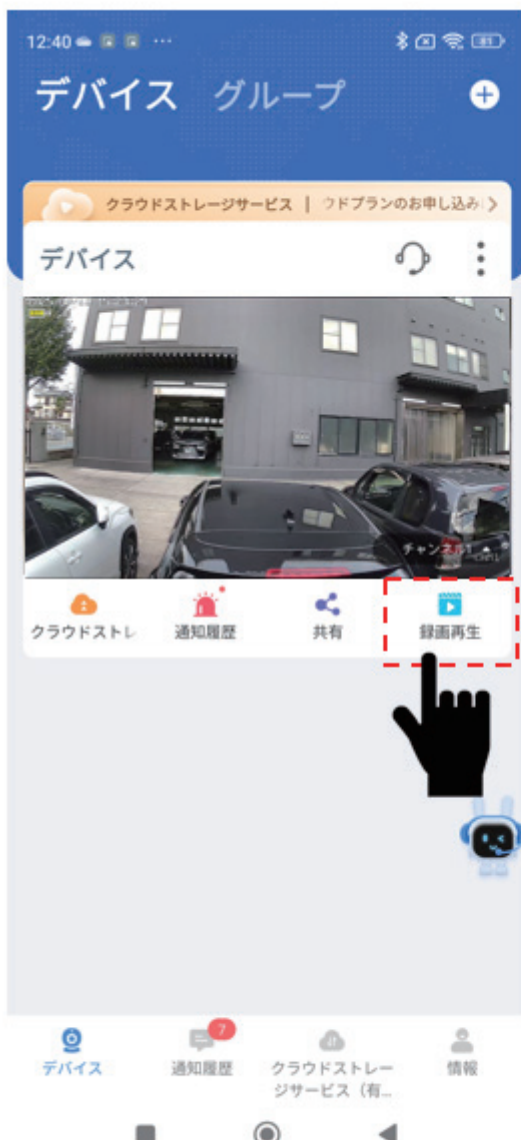 12:40
81
デバイス グループ
クラウドストレージサービス | ウドプランのお申し込み
デバイス
チャンネル1
クラウドストレ
通知履歴
共有
録画再生
7
デバイス
通知履歴
クラウドストレー
ジサービス（有...
情報